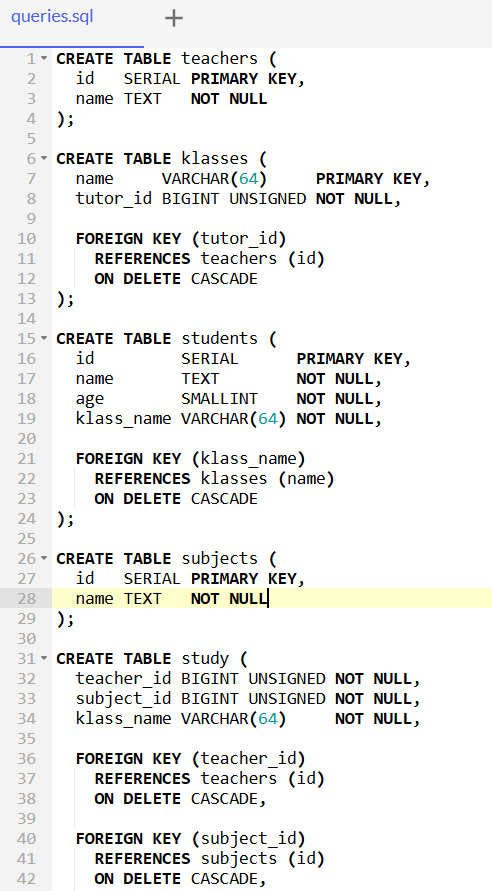 queries.sql +
1 CREATE TABLE teachers (
2   id   SERIAL PRIMARY KEY,
3   name TEXT   NOT NULL
4 );
5
6 CREATE TABLE klasses (
7   name     VARCHAR(64)     PRIMARY KEY,
8   tutor_id BIGINT UNSIGNED NOT NULL,
9
10   FOREIGN KEY (tutor_id)
11     REFERENCES teachers (id)
12     ON DELETE CASCADE
13 );
14
15 CREATE TABLE students (
16   id         SERIAL      PRIMARY KEY,
17   name       TEXT        NOT NULL,
18   age        SMALLINT    NOT NULL,
19   klass_name VARCHAR(64) NOT NULL,
20
21   FOREIGN KEY (klass_name)
22     REFERENCES klasses (name)
23     ON DELETE CASCADE
24 );
25
26 CREATE TABLE subjects (
27   id   SERIAL PRIMARY KEY,
28   name TEXT   NOT NULL
29 );
30
31 CREATE TABLE study (
32   teacher_id BIGINT UNSIGNED NOT NULL,
33   subject_id BIGINT UNSIGNED NOT NULL,
34   klass_name VARCHAR(64)     NOT NULL,
35
36   FOREIGN KEY (teacher_id)
37     REFERENCES teachers (id)
38     ON DELETE CASCADE,
39
40   FOREIGN KEY (subject_id)
41     REFERENCES subjects (id)
42     ON DELETE CASCADE,